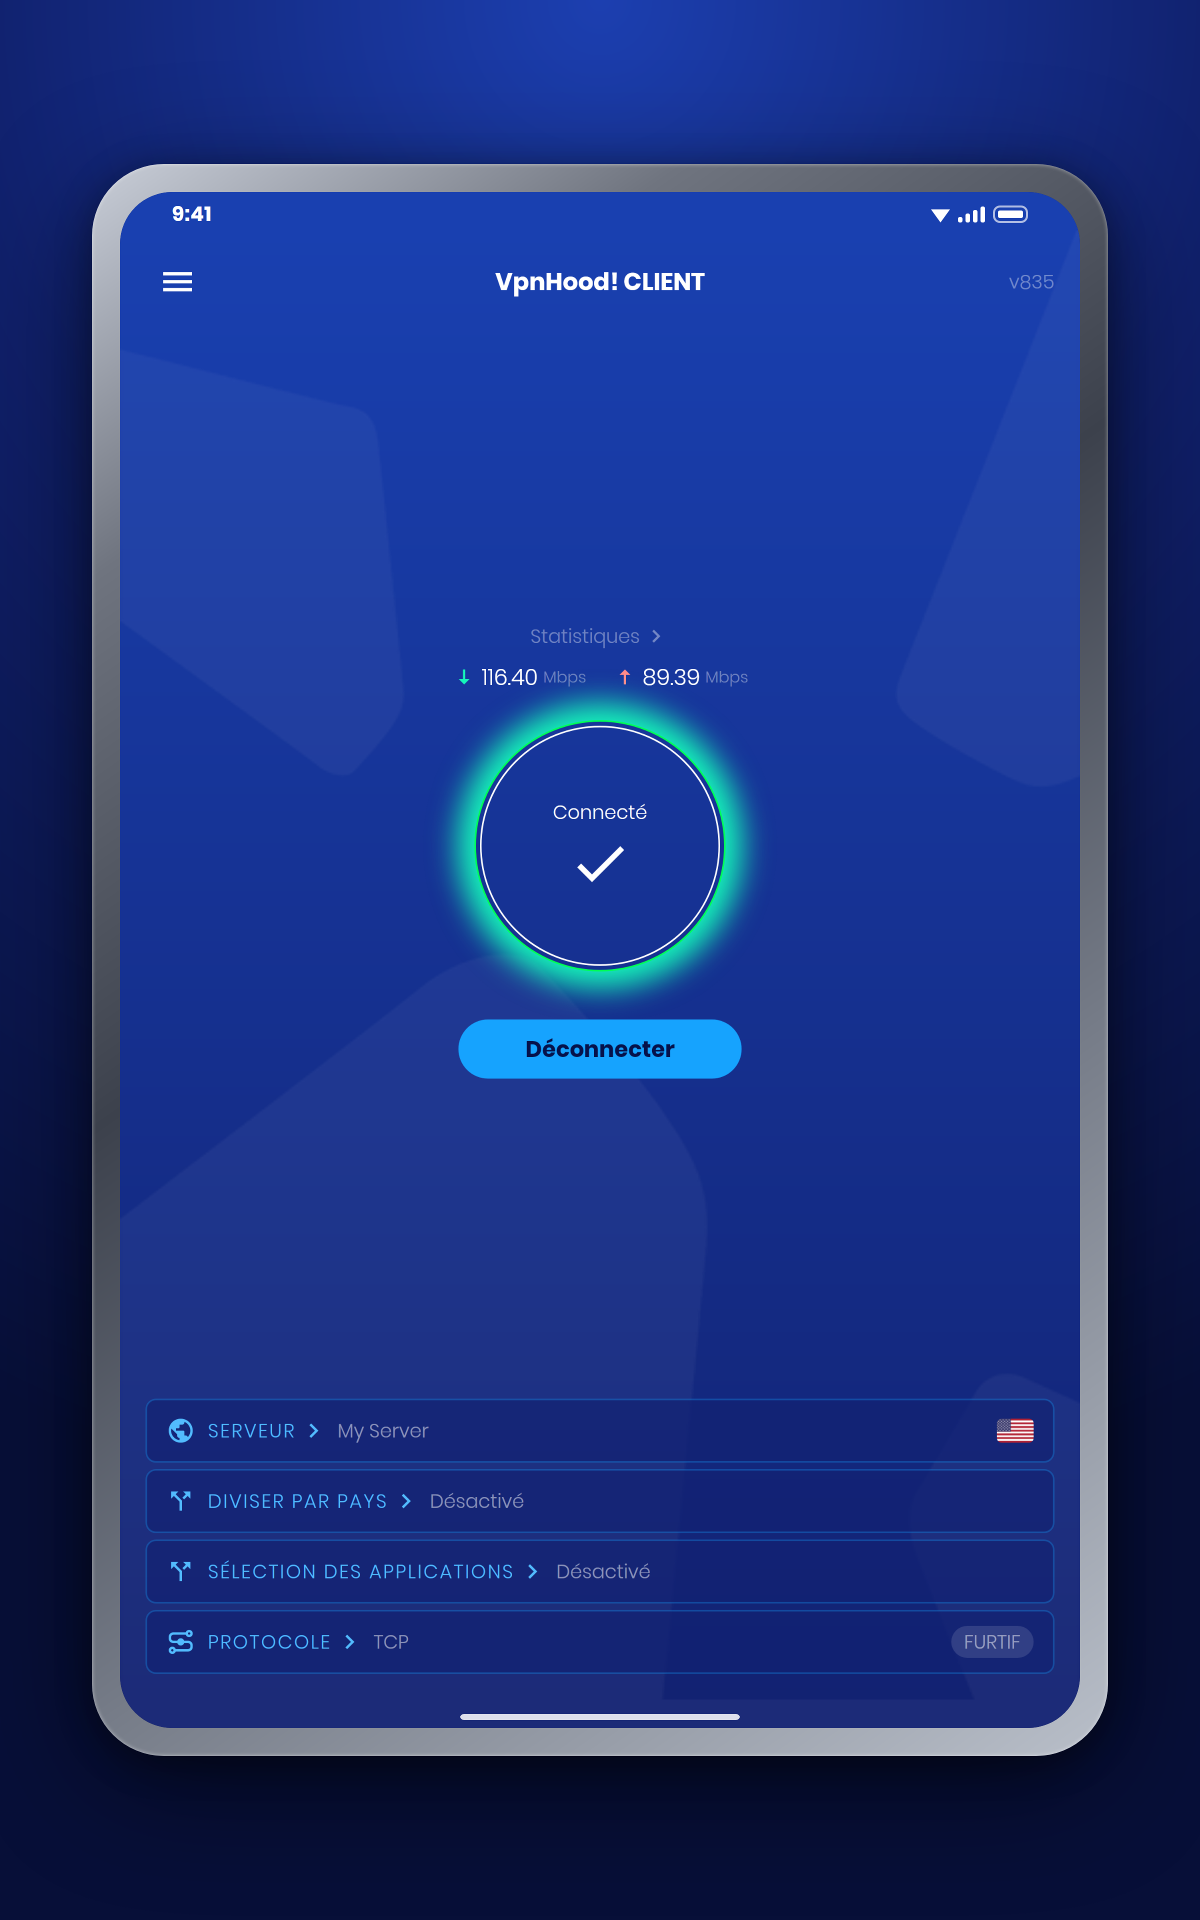 9:41
VpnHood! CLIENT v835
Statistiques
116.40 Mbps 89.39 Mbps
Connecté
Déconnecter
SERVEUR My Server
DIVISER PAR PAYS Désactivé
SÉLECTION DES APPLICATIONS Désactivé
PROTOCOLE TCP FURTIF